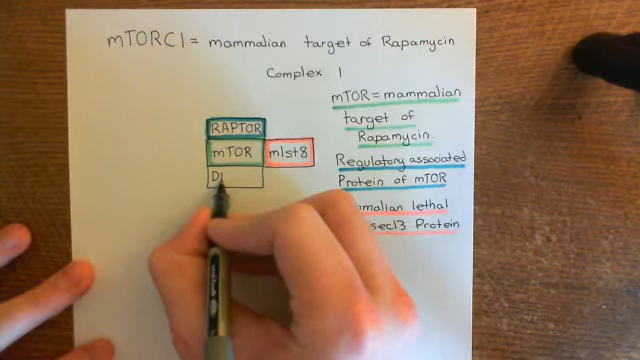 mTORC1 = mammalian target of Rapamycin
Complex 1
mTOR = mammalian
target of
Rapamycin
RAPTOR
mTOR mlst8
D
Regulatory associated
Protein of mTOR
lethal
sec13 Protein